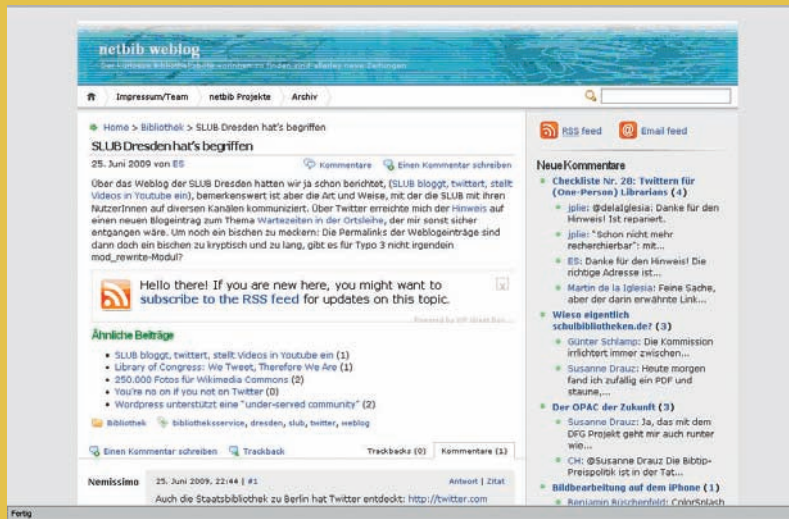 netbib weblog
Impressum/Team
netbib Projekte
Archiv
Home > Bibliothek > SLUB Dresden hat's begriffen
SLUB Dresden hat's begriffen
25. Juni 2009 von ES
Kommentare
Einen Kommentar schreiben
Über das Weblog der SLUB Dresden hatten wir ja schon berichtet, (SLUB bloggt, twittert, stellt
Videos in Youtube ein), bemerkenswert ist aber die Art und Weise, mit der die SLUB mit ihren
NutzerInnen auf diversen Kanälen kommuniziert. Über Twitter erreichte mich der Hinweis auf
einen neuen Blogeintrag zum Thema Wartezeiten in der Ortsleihe, der mir sonst sicher
entgangen wäre. Um noch ein bischen zu meckern: Die Permalinks der Weblogeinträge sind
dann doch ein bischen zu kryptisch und zu lang, gibt es für Typo 3 nicht irgendein
mod_rewrite-Modul?
Hello there! If you are new here, you might want to
subscribe to the RSS feed for updates on this topic.
Ähnliche Beiträge
SLUB bloggt, twittert, stellt Videos in Youtube ein (1)
Library of Congress: We Tweet, Therefore We Are (1)
250.000 Fotos für Wikimedia Commons (2)
You're no on if you not on Twitter (0)
Wordpress unterstützt eine "under-served community" (2)
Bibliothek
bibliotheksservice, dresden, slub, twitter, weblog
Einen Kommentar schreiben
Trackback
Trackbacks (0)
Kommentare (1)
Nemissimo
25. Juni 2009, 22:44 | #1
Antwort | Zitat
Auch die Staatsbibliothek zu Berlin hat Twitter entdeckt: http://twitter.com
RSS feed
Email feed
Neue Kommentare
Checkliste Nr. 28: Twittern für
(One-Person) Librarians (4)
jplie: @delaIglesia: Danke für den
Hinweis! Ist repariert.
jplie: "Schon nicht mehr
recherchierbar": mit...
ES: Danke für den Hinweis! Die
richtige Adresse ist...
Martin de la Iglesia: Feine Sache,
aber der darin erwähnte Link...
Wieso eigentlich
schulbibliotheken.de? (3)
Günter Schlamp: Die Kommission
irrlichtert immer zwischen...
Susanne Drauz: Heute morgen
fand ich zufällig ein PDF und
staune,...
Der OPAC der Zukunft (3)
Susanne Drauz: Ja, das mit dem
DFG Projekt geht mir auch runter
wie...
CH: @Susanne Drauz Die Bibtip-
Preispolitik ist in der Tat...
Bildbearbeitung auf dem iPhone (1)
Benjamin Büschenfeld: ColorSplash
Fertig